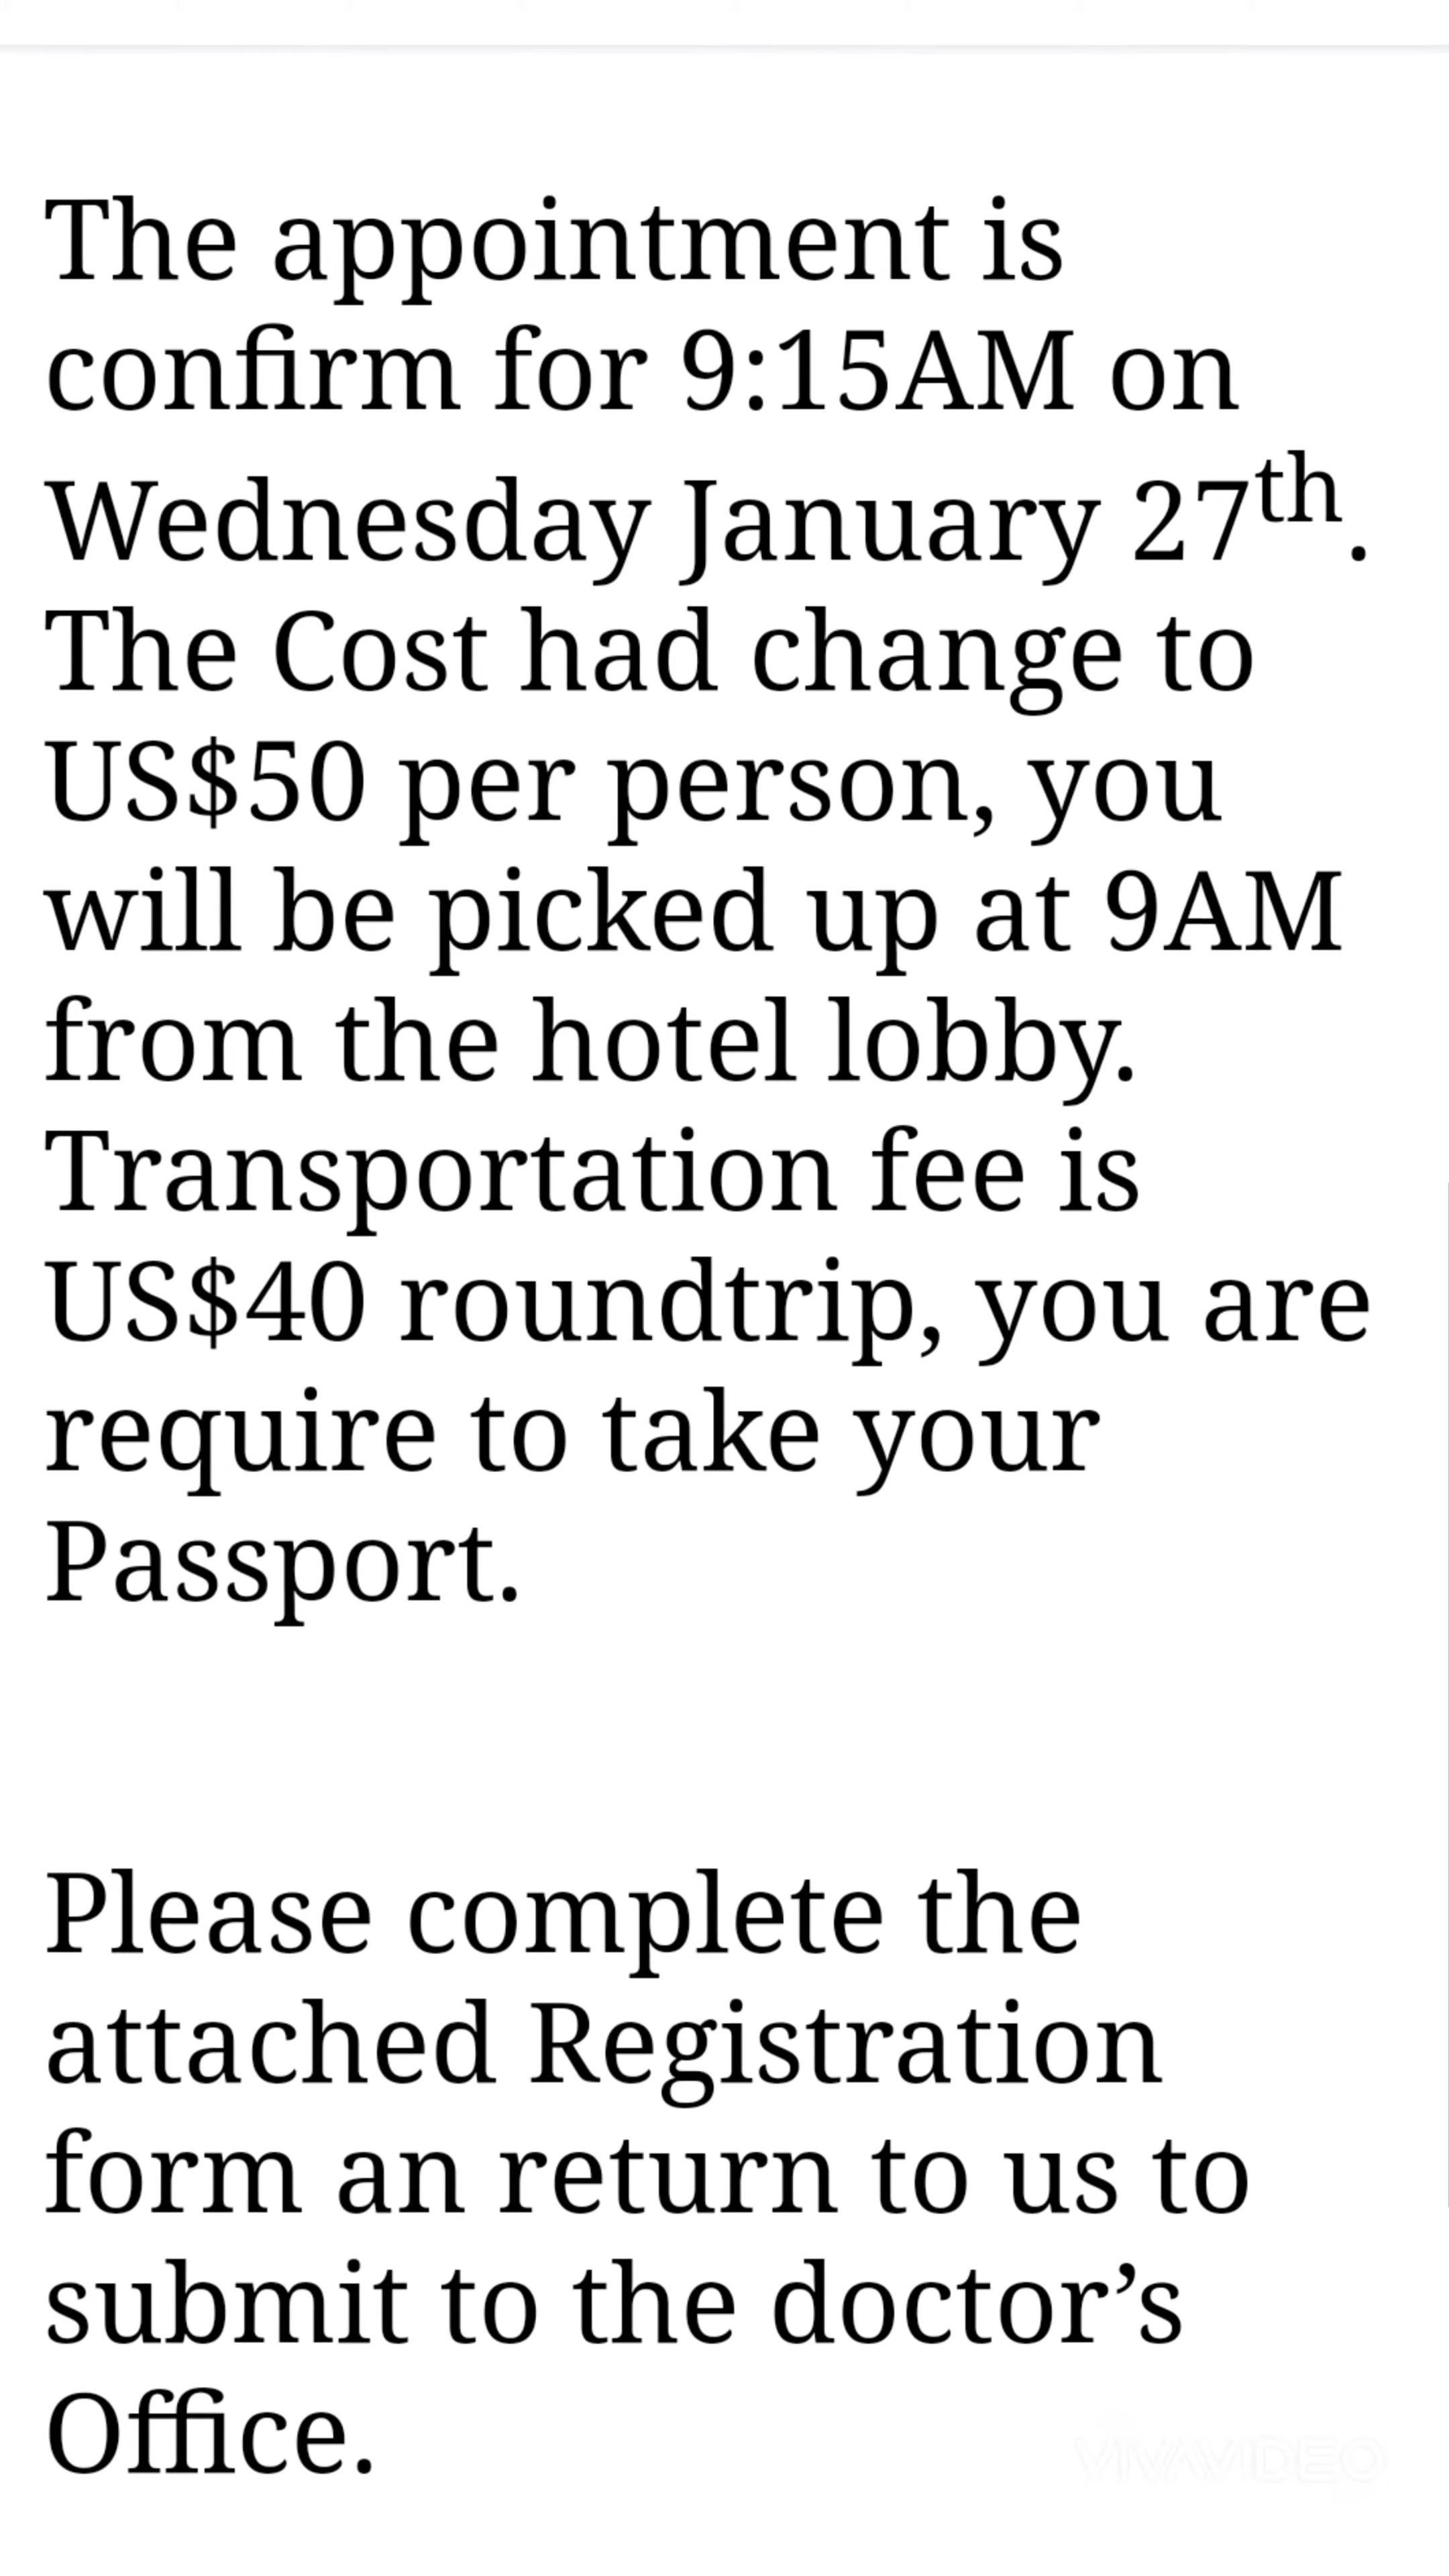 The appointment is
confirm for 9:15AM on
Wednesday January 27th.
The Cost had change to
US$50 per person, you
will be picked up at 9AM
from the hotel lobby.
Transportation fee is
US$40 roundtrip, you are
require to take your
Passport.
Please complete the
attached Registration
form an return to us to
submit to the doctor’s
Office.
VIVAVIDEO